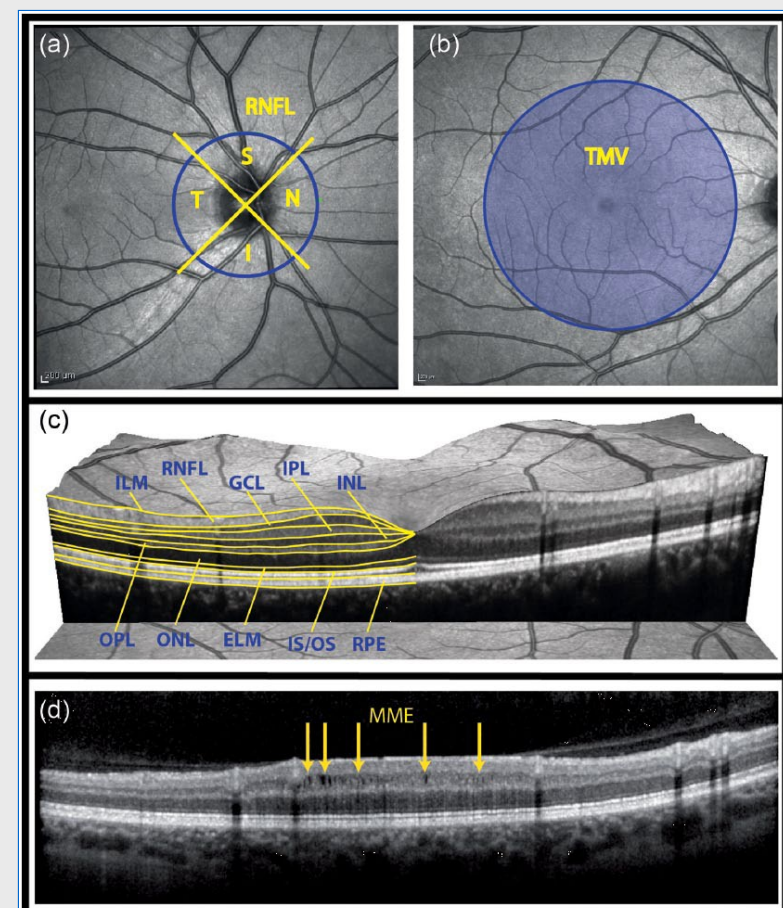 (a)
RNFL
S
T
N
I
200 µm
(b)
TMV
(c)
ILM
RNFL
GCL
IPL
INL
OPL
ONL
ELM
IS/OS
RPE
(d)
MME